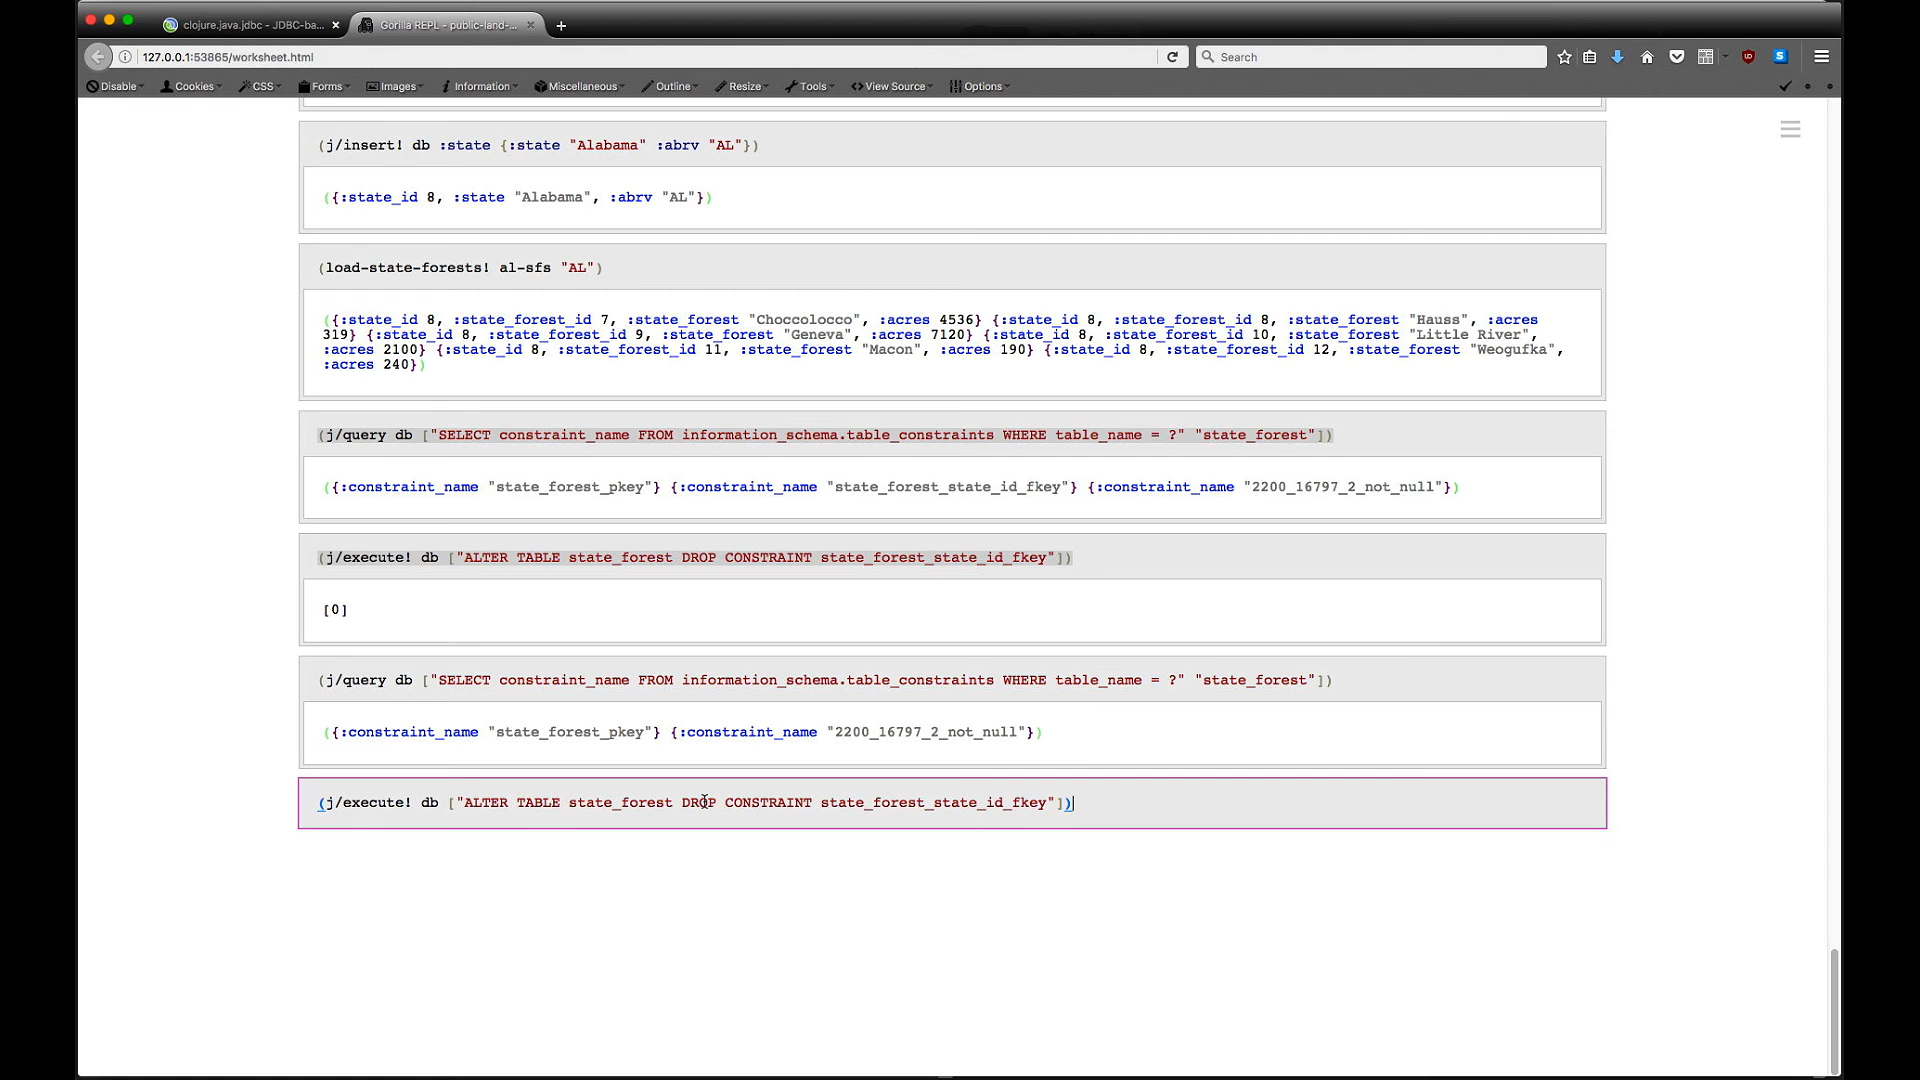 clojure.java.jdbc - JDBC-ba...
Gorilla REPL - public-land-...
127.0.0.1:53865/worksheet.html
Search
Disable
Cookies
CSS
Forms
Images
Information
Miscellaneous
Outline
Resize
Tools
View Source
Options
(j/insert! db :state {:state "Alabama" :abrv "AL"})
({:state_id 8, :state "Alabama", :abrv "AL"})
(load-state-forests! al-sfs "AL")
({:state_id 8, :state_forest_id 7, :state_forest "Choccolocco", :acres 4536} {:state_id 8, :state_forest_id 8, :state_forest "Hauss", :acres
319} {:state_id 8, :state_forest_id 9, :state_forest "Geneva", :acres 7120} {:state_id 8, :state_forest_id 10, :state_forest "Little River",
:acres 2100} {:state_id 8, :state_forest_id 11, :state_forest "Macon", :acres 190} {:state_id 8, :state_forest_id 12, :state_forest "Weogufka",
:acres 240})
(j/query db ["SELECT constraint_name FROM information_schema.table_constraints WHERE table_name = ?" "state_forest"])
({:constraint_name "state_forest_pkey"} {:constraint_name "state_forest_state_id_fkey"} {:constraint_name "2200_16797_2_not_null"})
(j/execute! db ["ALTER TABLE state_forest DROP CONSTRAINT state_forest_state_id_fkey"])
[0]
(j/query db ["SELECT constraint_name FROM information_schema.table_constraints WHERE table_name = ?" "state_forest"])
({:constraint_name "state_forest_pkey"} {:constraint_name "2200_16797_2_not_null"})
(j/execute! db ["ALTER TABLE state_forest DROP CONSTRAINT state_forest_state_id_fkey"])